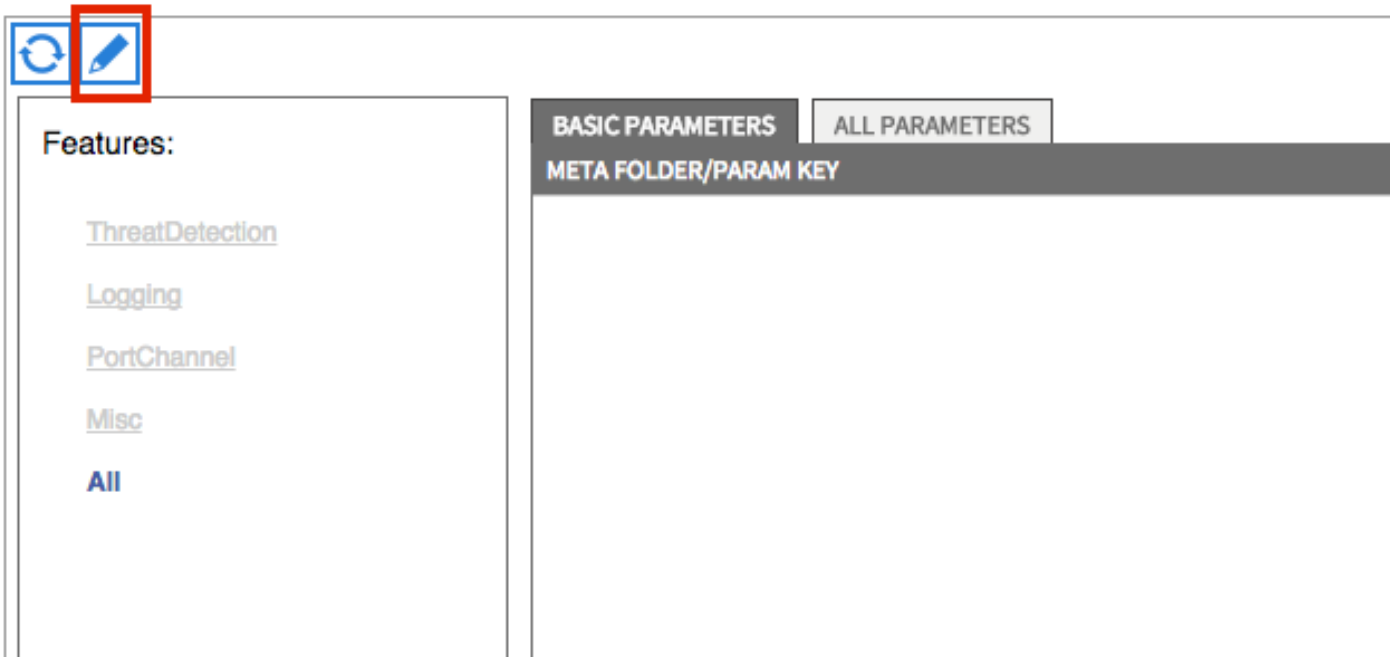 Features:
ThreatDetection
Logging
PortChannel
Misc
All
BASIC PARAMETERS
ALL PARAMETERS
META FOLDER/PARAM KEY